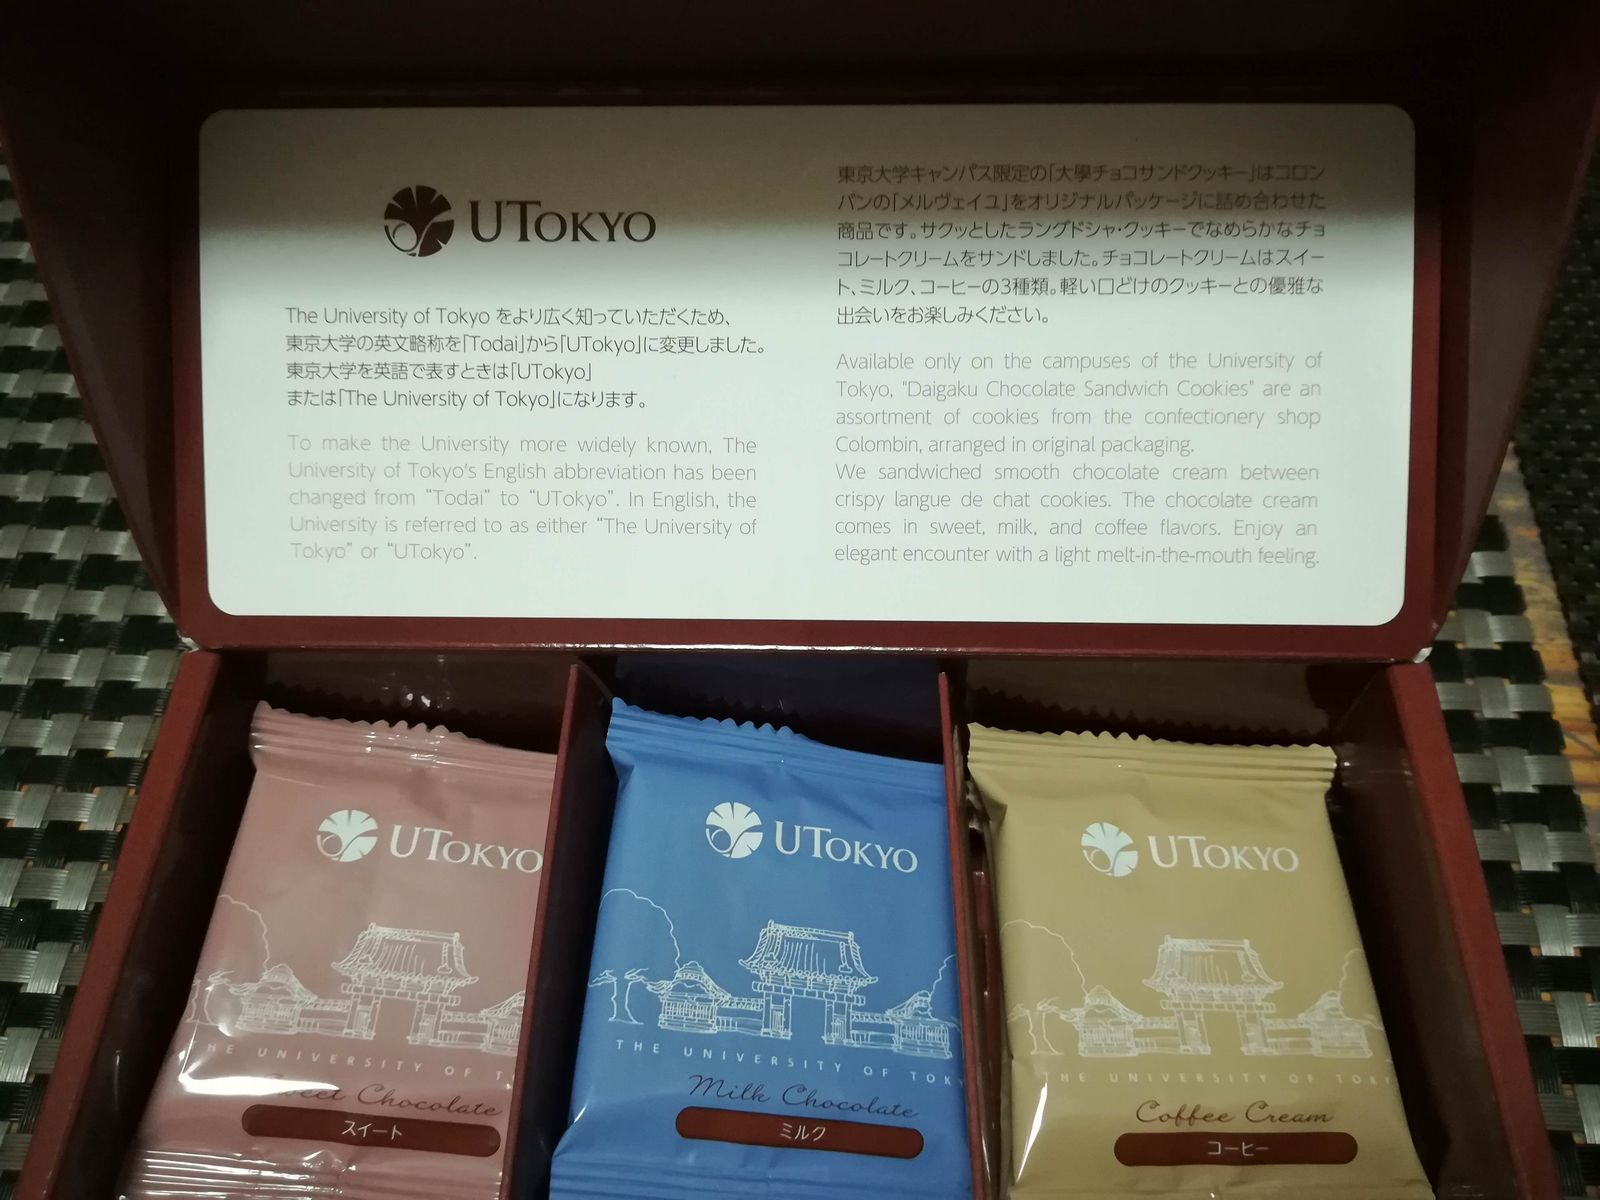 UTOKYO
The University of Tokyo をより広く知っていただくため、
東京大学の英文略称を「Todai」から「UTokyo」に変更しました。
東京大学を英語で表すときは「UTokyo」
または「The University of Tokyo」になります。
To make the University more widely known, The
University of Tokyo's English abbreviation has been
changed from “Todai” to “UTokyo”. In English, the
University is referred to as either “The University of
Tokyo” or “UTokyo”.
東京大学キャンパス限定の「大學チョコサンドクッキー」はコロン
バンの「メルヴェイユ」をオリジナルパッケージに詰め合わせた
商品です。サクッとしたラングドシャ・クッキーでなめらかなチョ
コレートクリームをサンドしました。チョコレートクリームはスイー
ト、ミルク、コーヒーの3種類。軽い口どけのクッキーとの優雅な
出会いをお楽しみください。
Available only on the campuses of the University of
Tokyo, "Daigaku Chocolate Sandwich Cookies" are an
assortment of cookies from the confectionery shop
Colombin, arranged in original packaging.
We sandwiched smooth chocolate cream between
crispy langue de chat cookies. The chocolate cream
comes in sweet, milk, and coffee flavors. Enjoy an
elegant encounter with a light melt-in-the-mouth feeling.
UTOKYO
THE UNIVERSITY OF T
Sweet Chocolate
スイート
UTOKYO
THE UNIVERSITY OF TOK
Milk Chocolate
ミルク
UTOKYO
THE UNIVERSITY OF TOKY
Coffee Cream
コーヒー